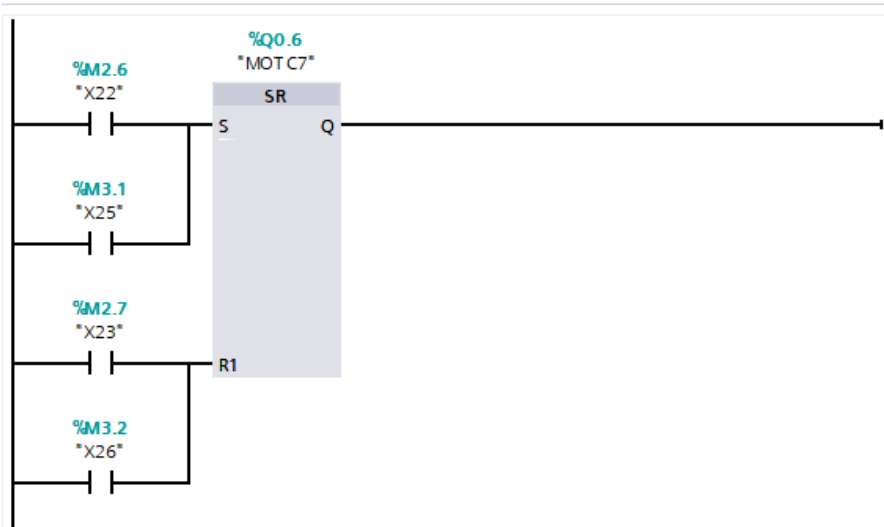 %Q0.6
"MOT C7"
%M2.6
"X22"
SR
S
Q
%M3.1
"X25"
%M2.7
"X23"
R1
%M3.2
"X26"